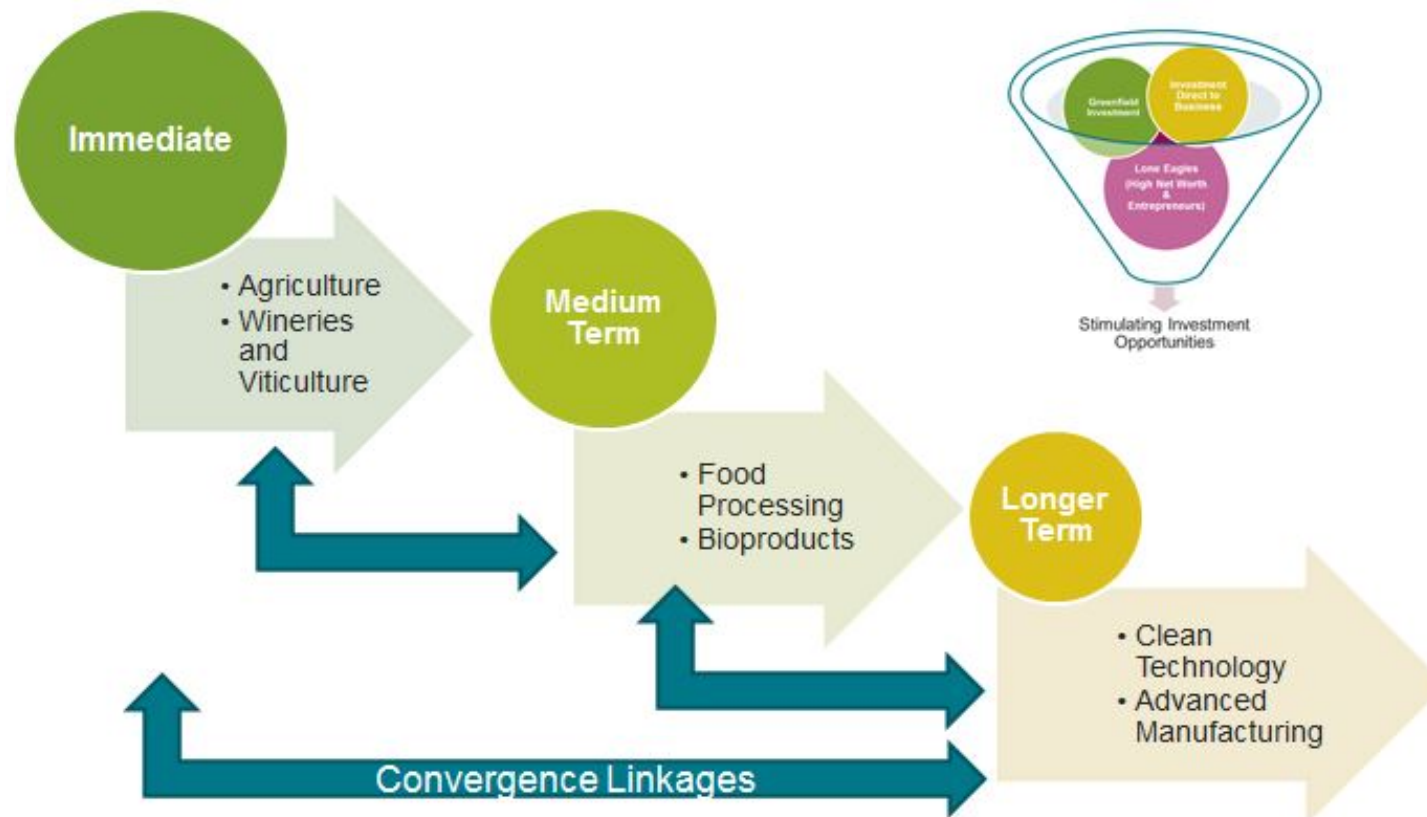 Immediate
• Agriculture
• Wineries
and
Viticulture
Medium
Term
• Food
Processing
• Bioproducts
Longer
Term
• Clean
Technology
• Advanced
Manufacturing
Convergence Linkages
Greenfield
Investment
Investment
Direct to
Business
Lone Eagles
(High Net Worth
&
Entrepreneurs)
Stimulating Investment
Opportunities